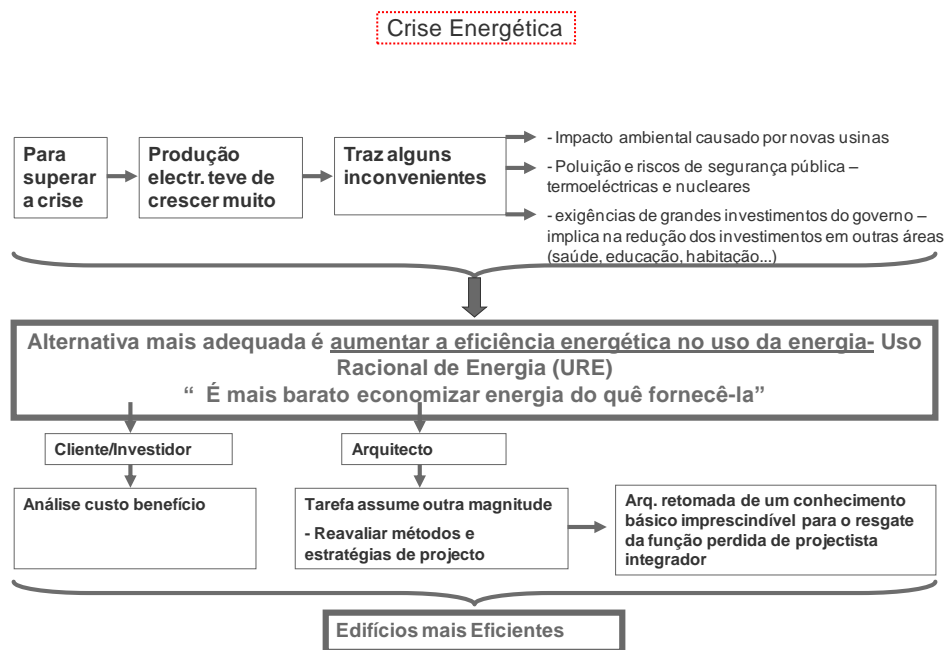 Crise Energética
Para
superar
a crise
Produção
electr. teve de
crescer muito
Traz alguns
inconvenientes
- Impacto ambiental causado por novas usinas
- Poluição e riscos de segurança pública –
termoeléctricas e nucleares
- exigências de grandes investimentos do governo –
implica na redução dos investimentos em outras áreas
(saúde, educação, habitação...)
Alternativa mais adequada é aumentar a eficiência energética no uso da energia- Uso
Racional de Energia (URE)
“ É mais barato economizar energia do quê fornecê-la”
Cliente/Investidor
Análise custo benefício
Arquitecto
Tarefa assume outra magnitude
- Reavaliar métodos e
estratégias de projecto
Arq. retomada de um conhecimento
básico imprescindível para o resgate
da função perdida de projectista
integrador
Edifícios mais Eficientes